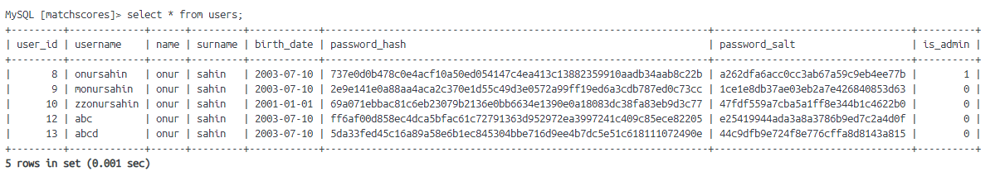 MySQL [matchscores]> select * from users;
+---------+------------+------+---------+------------+------------------------------------------------------------------+----------------------------------+----------+
| user_id | username | name | surname | birth_date | password_hash | password_salt | is_admin |
+---------+------------+------+---------+------------+------------------------------------------------------------------+----------------------------------+----------+
| 8 | onursahin | onur | sahin | 2003-07-10 | 737e0d0b478c0e4acf10a50ed054147c4ea413c13882359910aadb34aab8c22b | a262dfa6acc0cc3ab67a59c9eb4ee77b | 1 |
| 9 | monursahin | onur | sahin | 2003-07-10 | 2e9e141e0a88aa4aca2c370e1d55c49d3e0572a99ff19ed6a3cdb787ed0c73cc | 1ce1e8db37ae03eb2a7e426840853d63 | 0 |
| 10 | zzonursahin | onur | sahin | 2001-01-01 | 69a071ebbac81c6eb23079b2136e0bb6634e1390e0a18083dc38fa83eb9d3c77 | 47fdf559a7cba5a1ff8e344b1c4622b0 | 0 |
| 12 | abc | onur | sahin | 2003-07-10 | ff6af00d858ec4dca5bfac61c72791363d952972ea3997241c409c85ece82205 | e25419944ada3a8a3786b9ed7c2a4d0f | 0 |
| 13 | abcd | onur | sahin | 2003-07-10 | 5da33fed45c16a89a58e6b1ec845304bbe716d9ee4b7dc5e51c618111072490e | 44c9dfb9e724f8e776cffa8d8143a815 | 0 |
+---------+------------+------+---------+------------+------------------------------------------------------------------+----------------------------------+----------+
5 rows in set (0.001 sec)